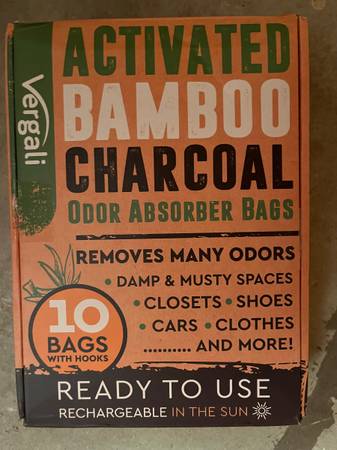 Vergali
ACTIVATED
BAMBOO
CHARCOAL
ODOR ABSORBER BAGS
REMOVES MANY ODORS
• DAMP & MUSTY SPACES
• CLOSETS • SHOES
• CARS • CLOTHES
.......... AND MORE!
10
BAGS
WITH HOOKS
READY TO USE
RECHARGEABLE IN THE SUN